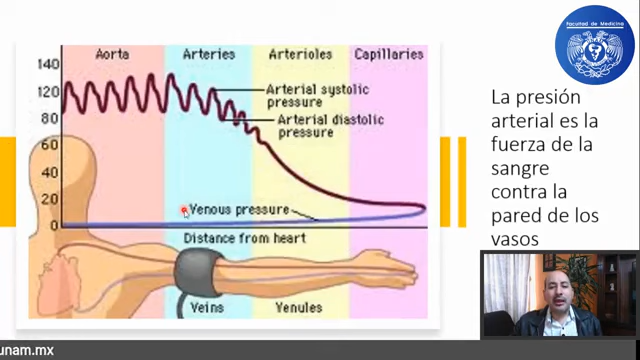 Aorta
Arteries
Arterioles
Capillaries
140
120
100
80
60
40
20
0
Arterial systolic
pressure
Arterial diastolic
pressure
Venous pressure
Distance from heart
Veins
Venules
Facultad de Medicina
La presión
arterial es la
fuerza de la
sangre
contra la
pared de los
vasos
unam.mx